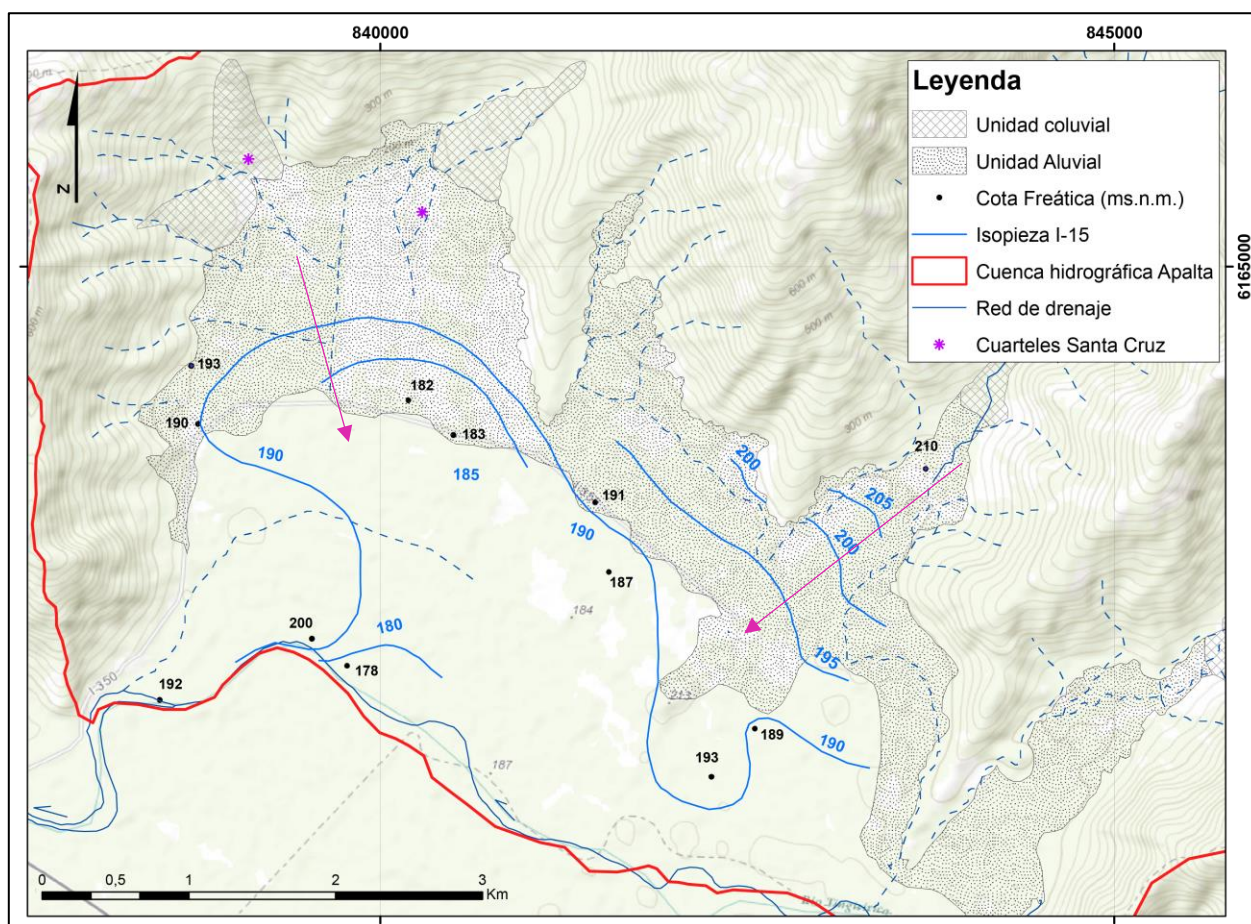 840000
845000
300 m
Leyenda
Unidad coluvial
Unidad Aluvial
Cota Freática (ms.n.m.)
Isopieza I-15
Cuenca hidrográfica Apalta
Red de drenaje
Cuarteles Santa Cruz
N
6165000
600 m
500 m
300 m
193
182
190
183
190
185
200
210
205
200
191
190
187
184
200
180
178
195
192
I-350
213
189
190
193
187
0
0,5
1
2
3
Km